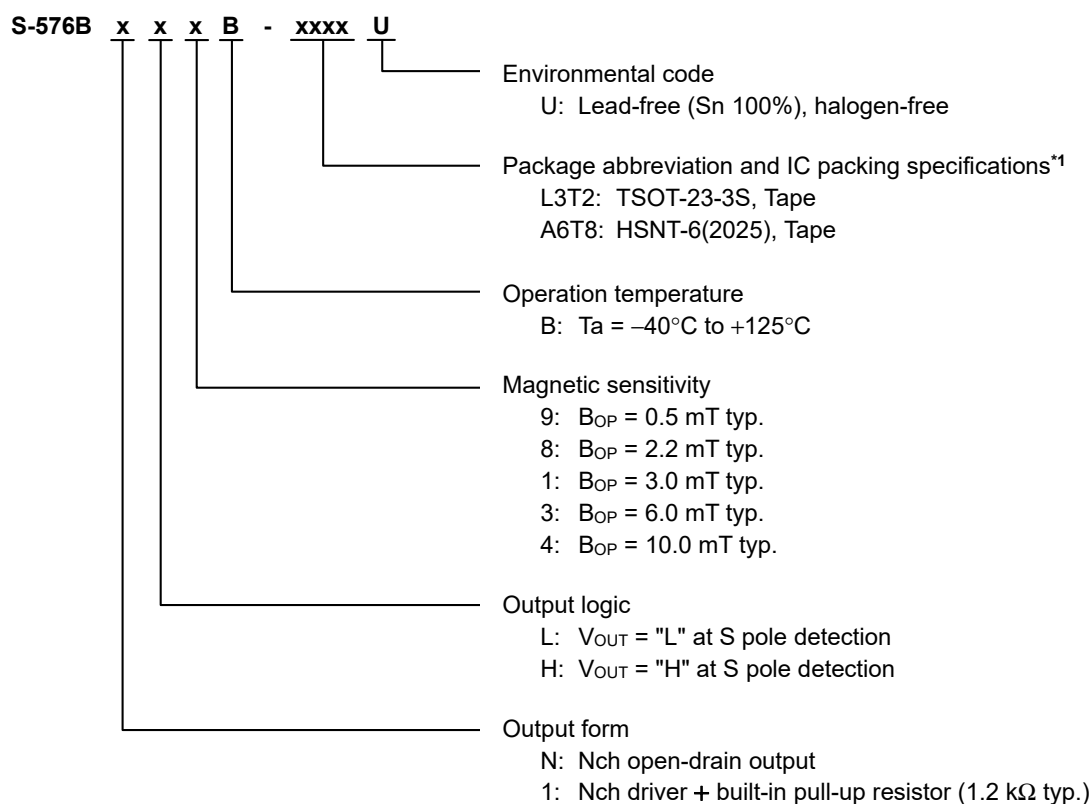 S-576B x x x B - xxxx U
Environmental code
U: Lead-free (Sn 100%), halogen-free
Package abbreviation and IC packing specifications*1
L3T2: TSOT-23-3S, Tape
A6T8: HSNT-6(2025), Tape
Operation temperature
B: Ta = −40°C to +125°C
Magnetic sensitivity
9: BOP = 0.5 mT typ.
8: BOP = 2.2 mT typ.
1: BOP = 3.0 mT typ.
3: BOP = 6.0 mT typ.
4: BOP = 10.0 mT typ.
Output logic
L: VOUT = "L" at S pole detection
H: VOUT = "H" at S pole detection
Output form
N: Nch open-drain output
1: Nch driver + built-in pull-up resistor (1.2 kΩ typ.)